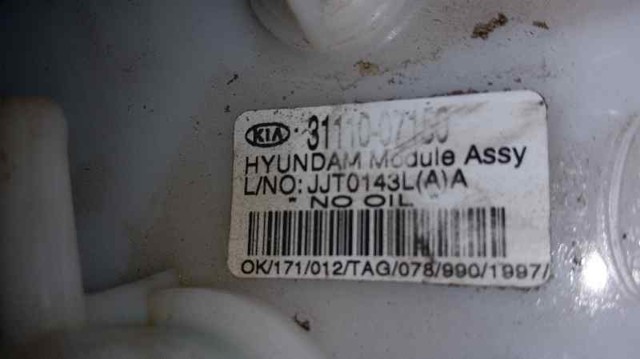 KIA 31110-07150
HYUNDAM Module Assy
L/NO: JJT0143L(A)A
" NO OIL "
OK/171/012/TAG/078/990/1997/